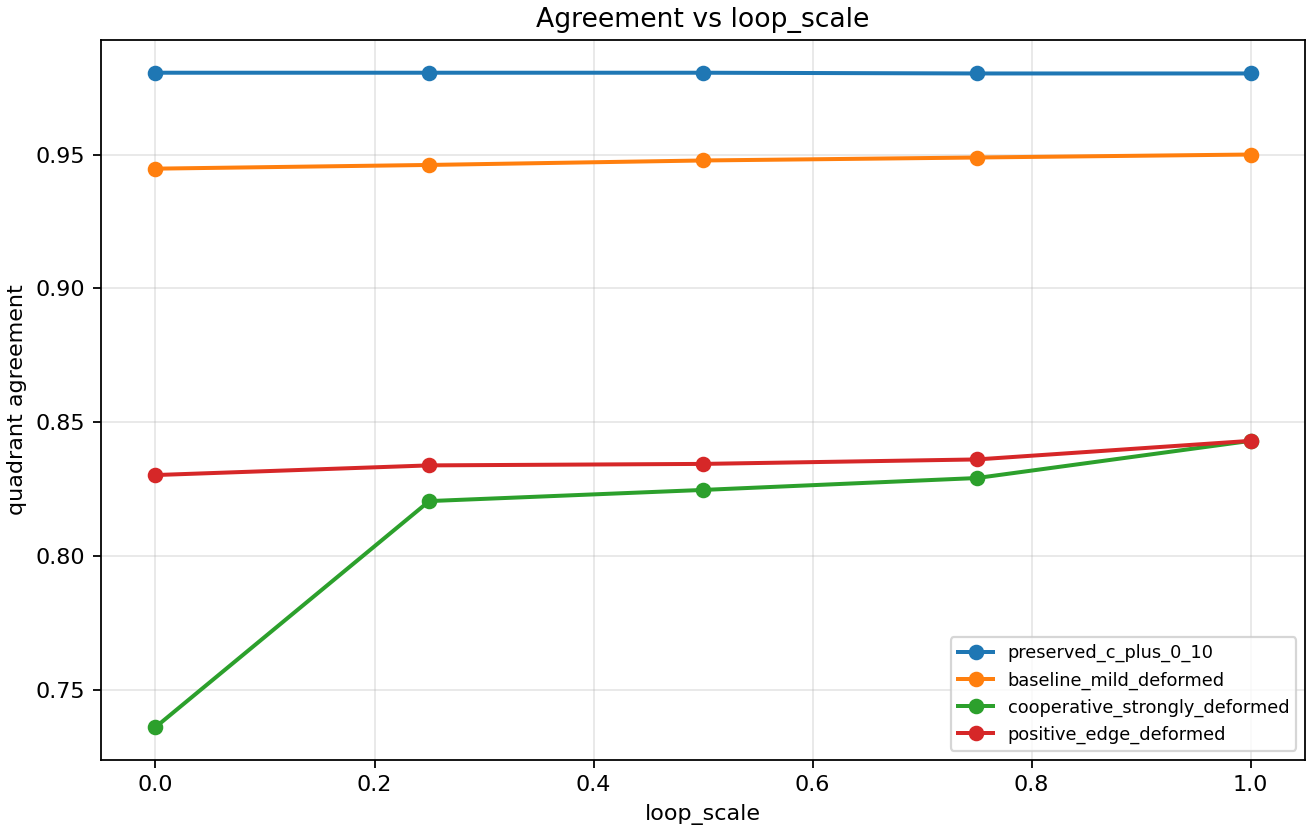 Agreement vs loop_scale
quadrant agreement
0.95
0.90
0.85
0.80
0.75
0.0
0.2
0.4
0.6
0.8
1.0
loop_scale
preserved_c_plus_0_10
baseline_mild_deformed
cooperative_strongly_deformed
positive_edge_deformed